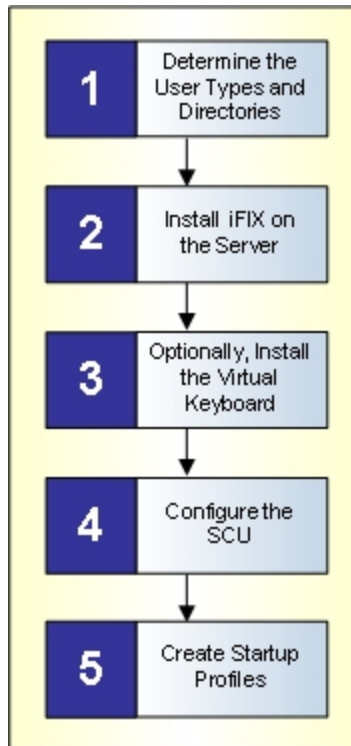 1
Determine the
User Types and
Directories
2
Install iFIX on
the Server
3
Optionally, Install
the Virtual
Keyboard
4
Configure the
SCU
5
Create Startup
Profiles